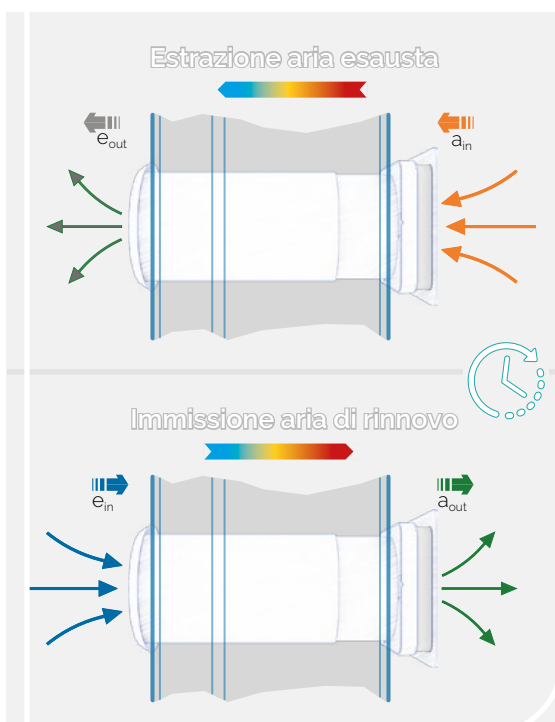 Estrazione aria esausta
eout ain
Immissione aria di rinnovo
ein aout